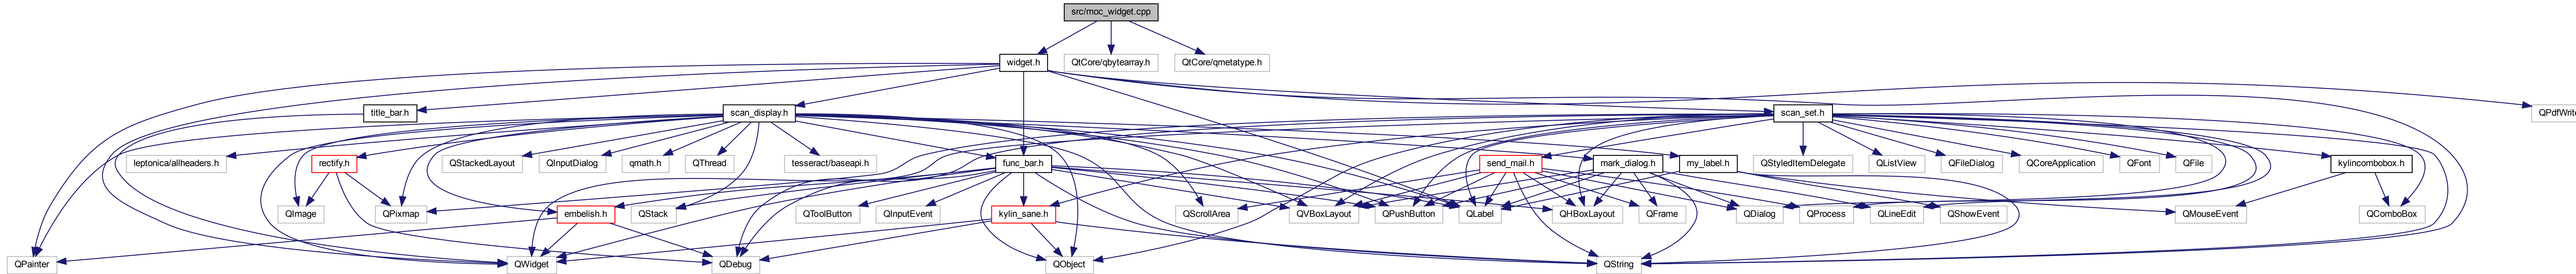 src/moc_widget.cpp
widget.h
QtCore/qbytearray.h
QtCore/qmetatype.h
title_bar.h
scan_display.h
scan_set.h
QPdfWrite
leptonica/allheaders.h
rectify.h
QStackedLayout
QInputDialog
qmath.h
QThread
tesseract/baseapi.h
func_bar.h
send_mail.h
mark_dialog.h
my_label.h
QStyledItemDelegate
QListView
QFileDialog
QCoreApplication
QFont
QFile
kylincombobox.h
QImage
QPixmap
embelish.h
QStack
QToolButton
QInputEvent
kylin_sane.h
QScrollArea
QVBoxLayout
QPushButton
QLabel
QHBoxLayout
QFrame
QDialog
QProcess
QLineEdit
QShowEvent
QMouseEvent
QComboBox
QPainter
QWidget
QDebug
QObject
QString